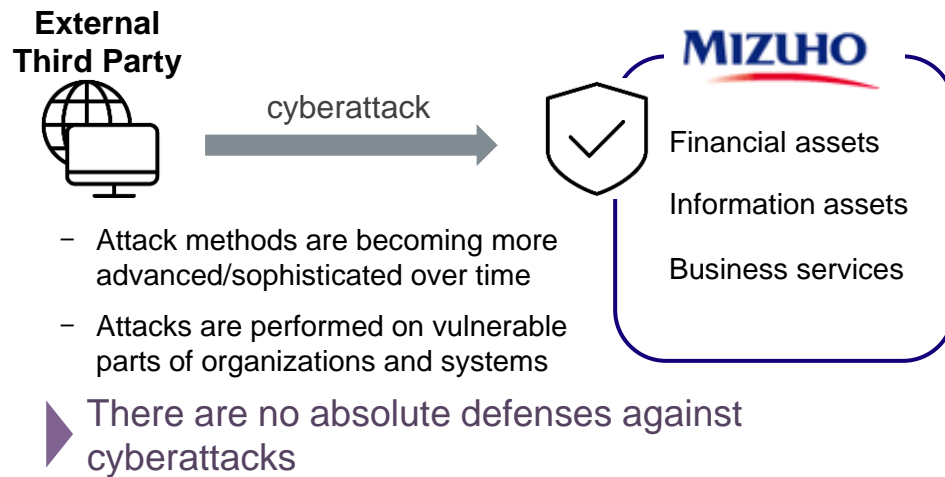 External
Third Party
cyberattack
MIZUHO
Financial assets
Information assets
Business services
− Attack methods are becoming more
advanced/sophisticated over time
− Attacks are performed on vulnerable
parts of organizations and systems
There are no absolute defenses against
cyberattacks